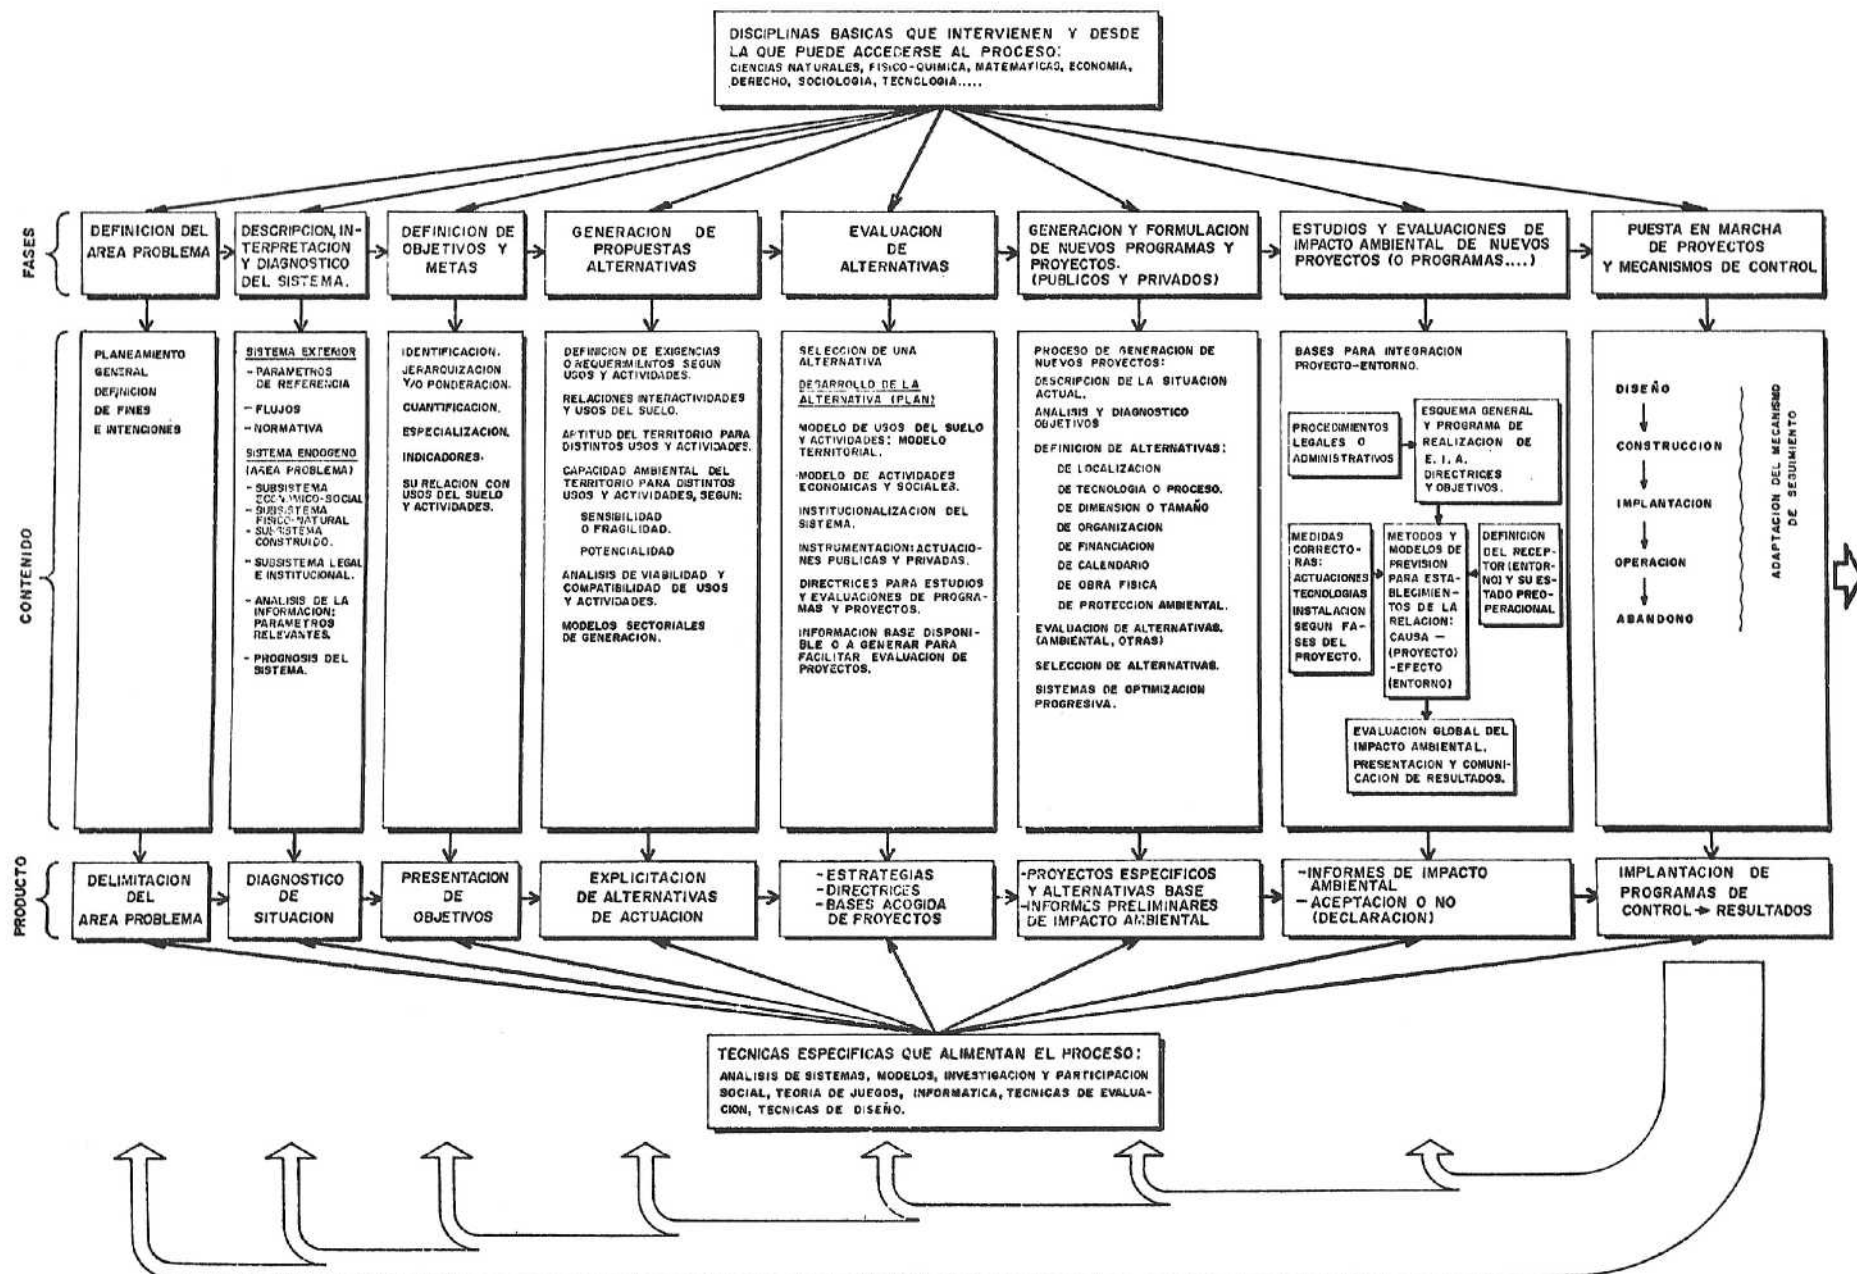 DISCIPLINAS BASICAS QUE INTERVIENEN Y DESDE
LA QUE PUEDE ACCEDERSE AL PROCESO:
CIENCIAS NATURALES, FISICO-QUIMICA, MATEMATICAS, ECONOMIA,
DERECHO, SOCIOLOGIA, TECNOLOGIA.....
FASES
DEFINICION DEL
AREA PROBLEMA
DESCRIPCION, IN-
TERPRETACION
Y DIAGNOSTICO
DEL SISTEMA.
DEFINICION DE
OBJETIVOS Y
METAS
GENERACION DE
PROPUESTAS
ALTERNATIVAS
EVALUACION
DE
ALTERNATIVAS
GENERACION Y FORMULACION
DE NUEVOS PROGRAMAS Y
PROYECTOS.
(PUBLICOS Y PRIVADOS)
ESTUDIOS Y EVALUACIONES DE
IMPACTO AMBIENTAL DE NUEVOS
PROYECTOS (O PROGRAMAS....)
PUESTA EN MARCHA
DE PROYECTOS
Y MECANISMOS DE CONTROL
CONTENIDO
PLANEAMIENTO
GENERAL
DEFINICION
DE FINES
E INTENCIONES
SISTEMA EXTERIOR
- PARAMETROS
DE REFERENCIA
- FLUJOS
- NORMATIVA
SISTEMA ENDOGENO
(AREA PROBLEMA)
- SUBSISTEMA
ECONOMICO-SOCIAL
- SUBSISTEMA
FISICO-NATURAL
- SUBSISTEMA
CONSTRUIDO.
- SUBSISTEMA LEGAL
E INSTITUCIONAL.
- ANALISIS DE LA
INFORMACION:
PARAMETROS
RELEVANTES.
- PROGNOSIS DEL
SISTEMA.
IDENTIFICACION.
JERARQUIZACION
Y/O PONDERACION.
CUANTIFICACION.
ESPECIALIZACION.
INDICADORES.
SU RELACION CON
USOS DEL SUELO
Y ACTIVIDADES.
DEFINICION DE EXIGENCIAS
O REQUERIMIENTOS SEGUN
USOS Y ACTIVIDADES.
RELACIONES INTERACTIVIDADES
Y USOS DEL SUELO.
APTITUD DEL TERRITORIO PARA
DISTINTOS USOS Y ACTIVIDADES.
CAPACIDAD AMBIENTAL DEL
TERRITORIO PARA DISTINTOS
USOS Y ACTIVIDADES, SEGUN:
SENSIBILIDAD
O FRAGILIDAD.
POTENCIALIDAD
ANALISIS DE VIABILIDAD Y
COMPATIBILIDAD DE USOS
Y ACTIVIDADES.
MODELOS SECTORIALES
DE GENERACION.
SELECCION DE UNA
ALTERNATIVA
DESARROLLO DE LA
ALTERNATIVA (PLAN)
MODELO DE USOS DEL SUELO
Y ACTIVIDADES: MODELO
TERRITORIAL.
MODELO DE ACTIVIDADES
ECONOMICAS Y SOCIALES.
INSTITUCIONALIZACION DEL
SISTEMA.
INSTRUMENTACION: ACTUACIO-
NES PUBLICAS Y PRIVADAS.
DIRECTRICES PARA ESTUDIOS
Y EVALUACIONES DE PROGRA-
MAS Y PROYECTOS.
INFORMACION BASE DISPONI-
BLE O A GENERAR PARA
FACILITAR EVALUACION DE
PROYECTOS.
PROCESO DE GENERACION DE
NUEVOS PROYECTOS:
DESCRIPCION DE LA SITUACION
ACTUAL.
ANALISIS Y DIAGNOSTICO
OBJETIVOS
DEFINICION DE ALTERNATIVAS:
DE LOCALIZACION
DE TECNOLOGIA O PROCESO.
DE DIMENSION O TAMAÑO
DE ORGANIZACION
DE FINANCIACION
DE CALENDARIO
DE OBRA FISICA
DE PROTECCION AMBIENTAL.
EVALUACION DE ALTERNATIVAS.
(AMBIENTAL, OTRAS)
SELECCION DE ALTERNATIVAS.
SISTEMAS DE OPTIMIZACION
PROGRESIVA.
BASES PARA INTEGRACION
PROYECTO-ENTORNO.
PROCEDIMIENTOS
LEGALES O
ADMINISTRATIVOS
ESQUEMA GENERAL
Y PROGRAMA DE
REALIZACION DE
E. I. A.
DIRECTRICES
Y OBJETIVOS.
MEDIDAS
CORRECTO-
RAS:
ACTUACIONES
TECNOLOGIAS
INSTALACION
SEGUN FA-
SES DEL
PROYECTO.
METODOS Y
MODELOS DE
PREVISION
PARA ESTA-
BLECIMIEN-
TOS DE LA
RELACION:
CAUSA —
(PROYECTO)
-EFECTO
(ENTORNO)
DEFINICION
DEL RECEP-
TOR (ENTOR-
NO) Y SU ES-
TADO PREO-
PERACIONAL.
EVALUACION GLOBAL DEL
IMPACTO AMBIENTAL.
PRESENTACION Y COMUNI-
CACION DE RESULTADOS.
DISEÑO
CONSTRUCCION
IMPLANTACION
OPERACION
ABANDONO
ADAPTACION DEL MECANISMO
DE SEGUIMIENTO
PRODUCTO
DELIMITACION
DEL
AREA PROBLEMA
DIAGNOSTICO
DE
SITUACION
PRESENTACION
DE
OBJETIVOS
EXPLICITACION
DE ALTERNATIVAS
DE ACTUACION
-ESTRATEGIAS
-DIRECTRICES
-BASES ACOGIDA
DE PROYECTOS
-PROYECTOS ESPECIFICOS
Y ALTERNATIVAS BASE
-INFORMES PRELIMINARES
DE IMPACTO AMBIENTAL
-INFORMES DE IMPACTO
AMBIENTAL
-ACEPTACION O NO
(DECLARACION)
IMPLANTACION DE
PROGRAMAS DE
CONTROL → RESULTADOS
TECNICAS ESPECIFICAS QUE ALIMENTAN EL PROCESO:
ANALISIS DE SISTEMAS, MODELOS, INVESTIGACION Y PARTICIPACION
SOCIAL, TEORIA DE JUEGOS, INFORMATICA, TECNICAS DE EVALUA-
CION, TECNICAS DE DISEÑO.